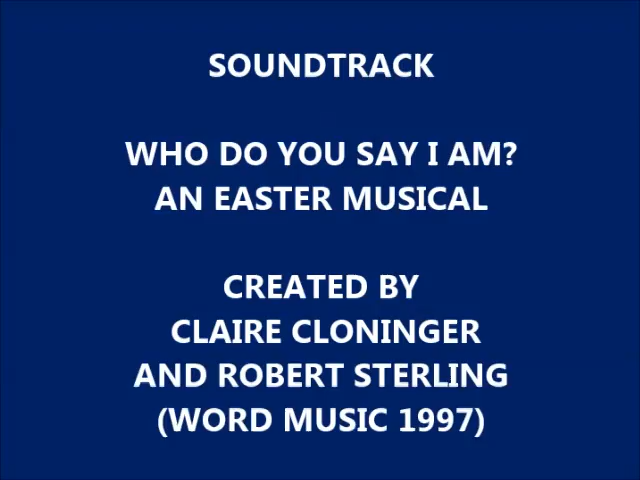 SOUNDTRACK
WHO DO YOU SAY I AM?
AN EASTER MUSICAL
CREATED BY
CLAIRE CLONINGER
AND ROBERT STERLING
(WORD MUSIC 1997)